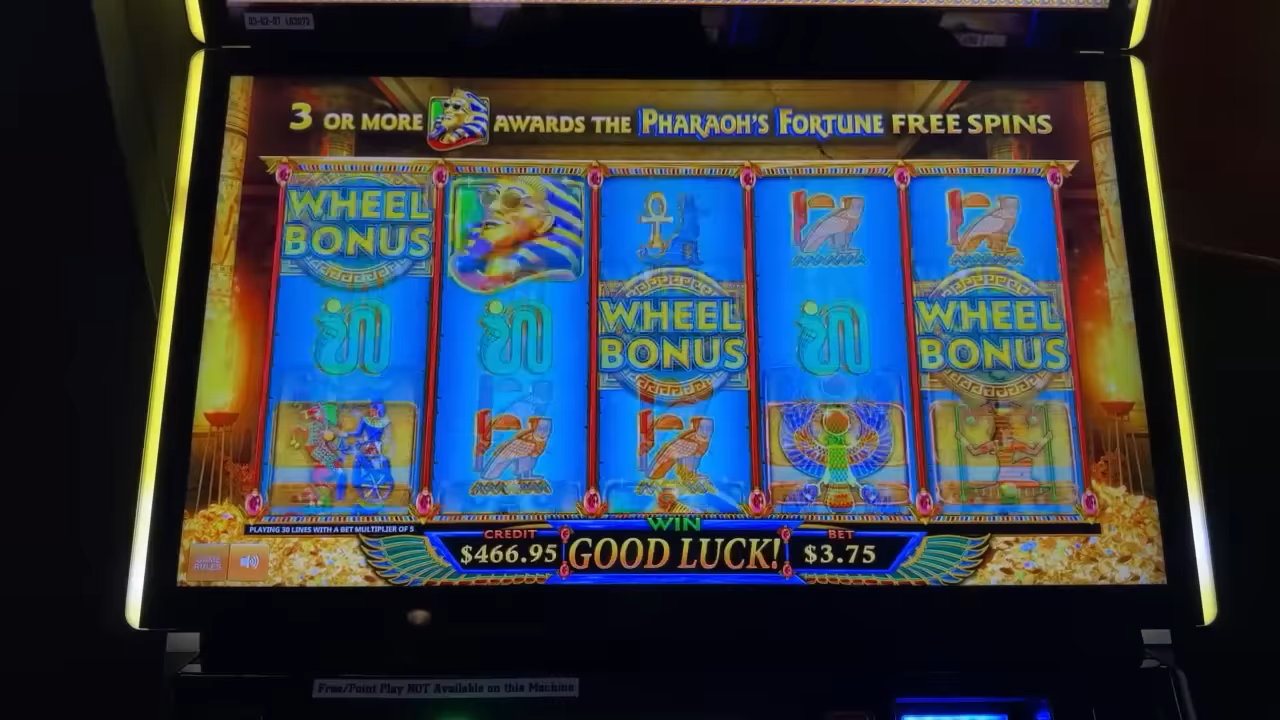 3 OR MORE AWARDS THE PHARAOH'S FORTUNE FREE SPINS
WHEEL
BONUS
WHEEL
BONUS
WHEEL
BONUS
PLAYING 30 LINES WITH A BET MULTIPLIER OF 5
CREDIT
$466.95
WIN
GOOD LUCK!
BET
$3.75
GAME
RULES
Free/Point Play NOT Available on this Machine